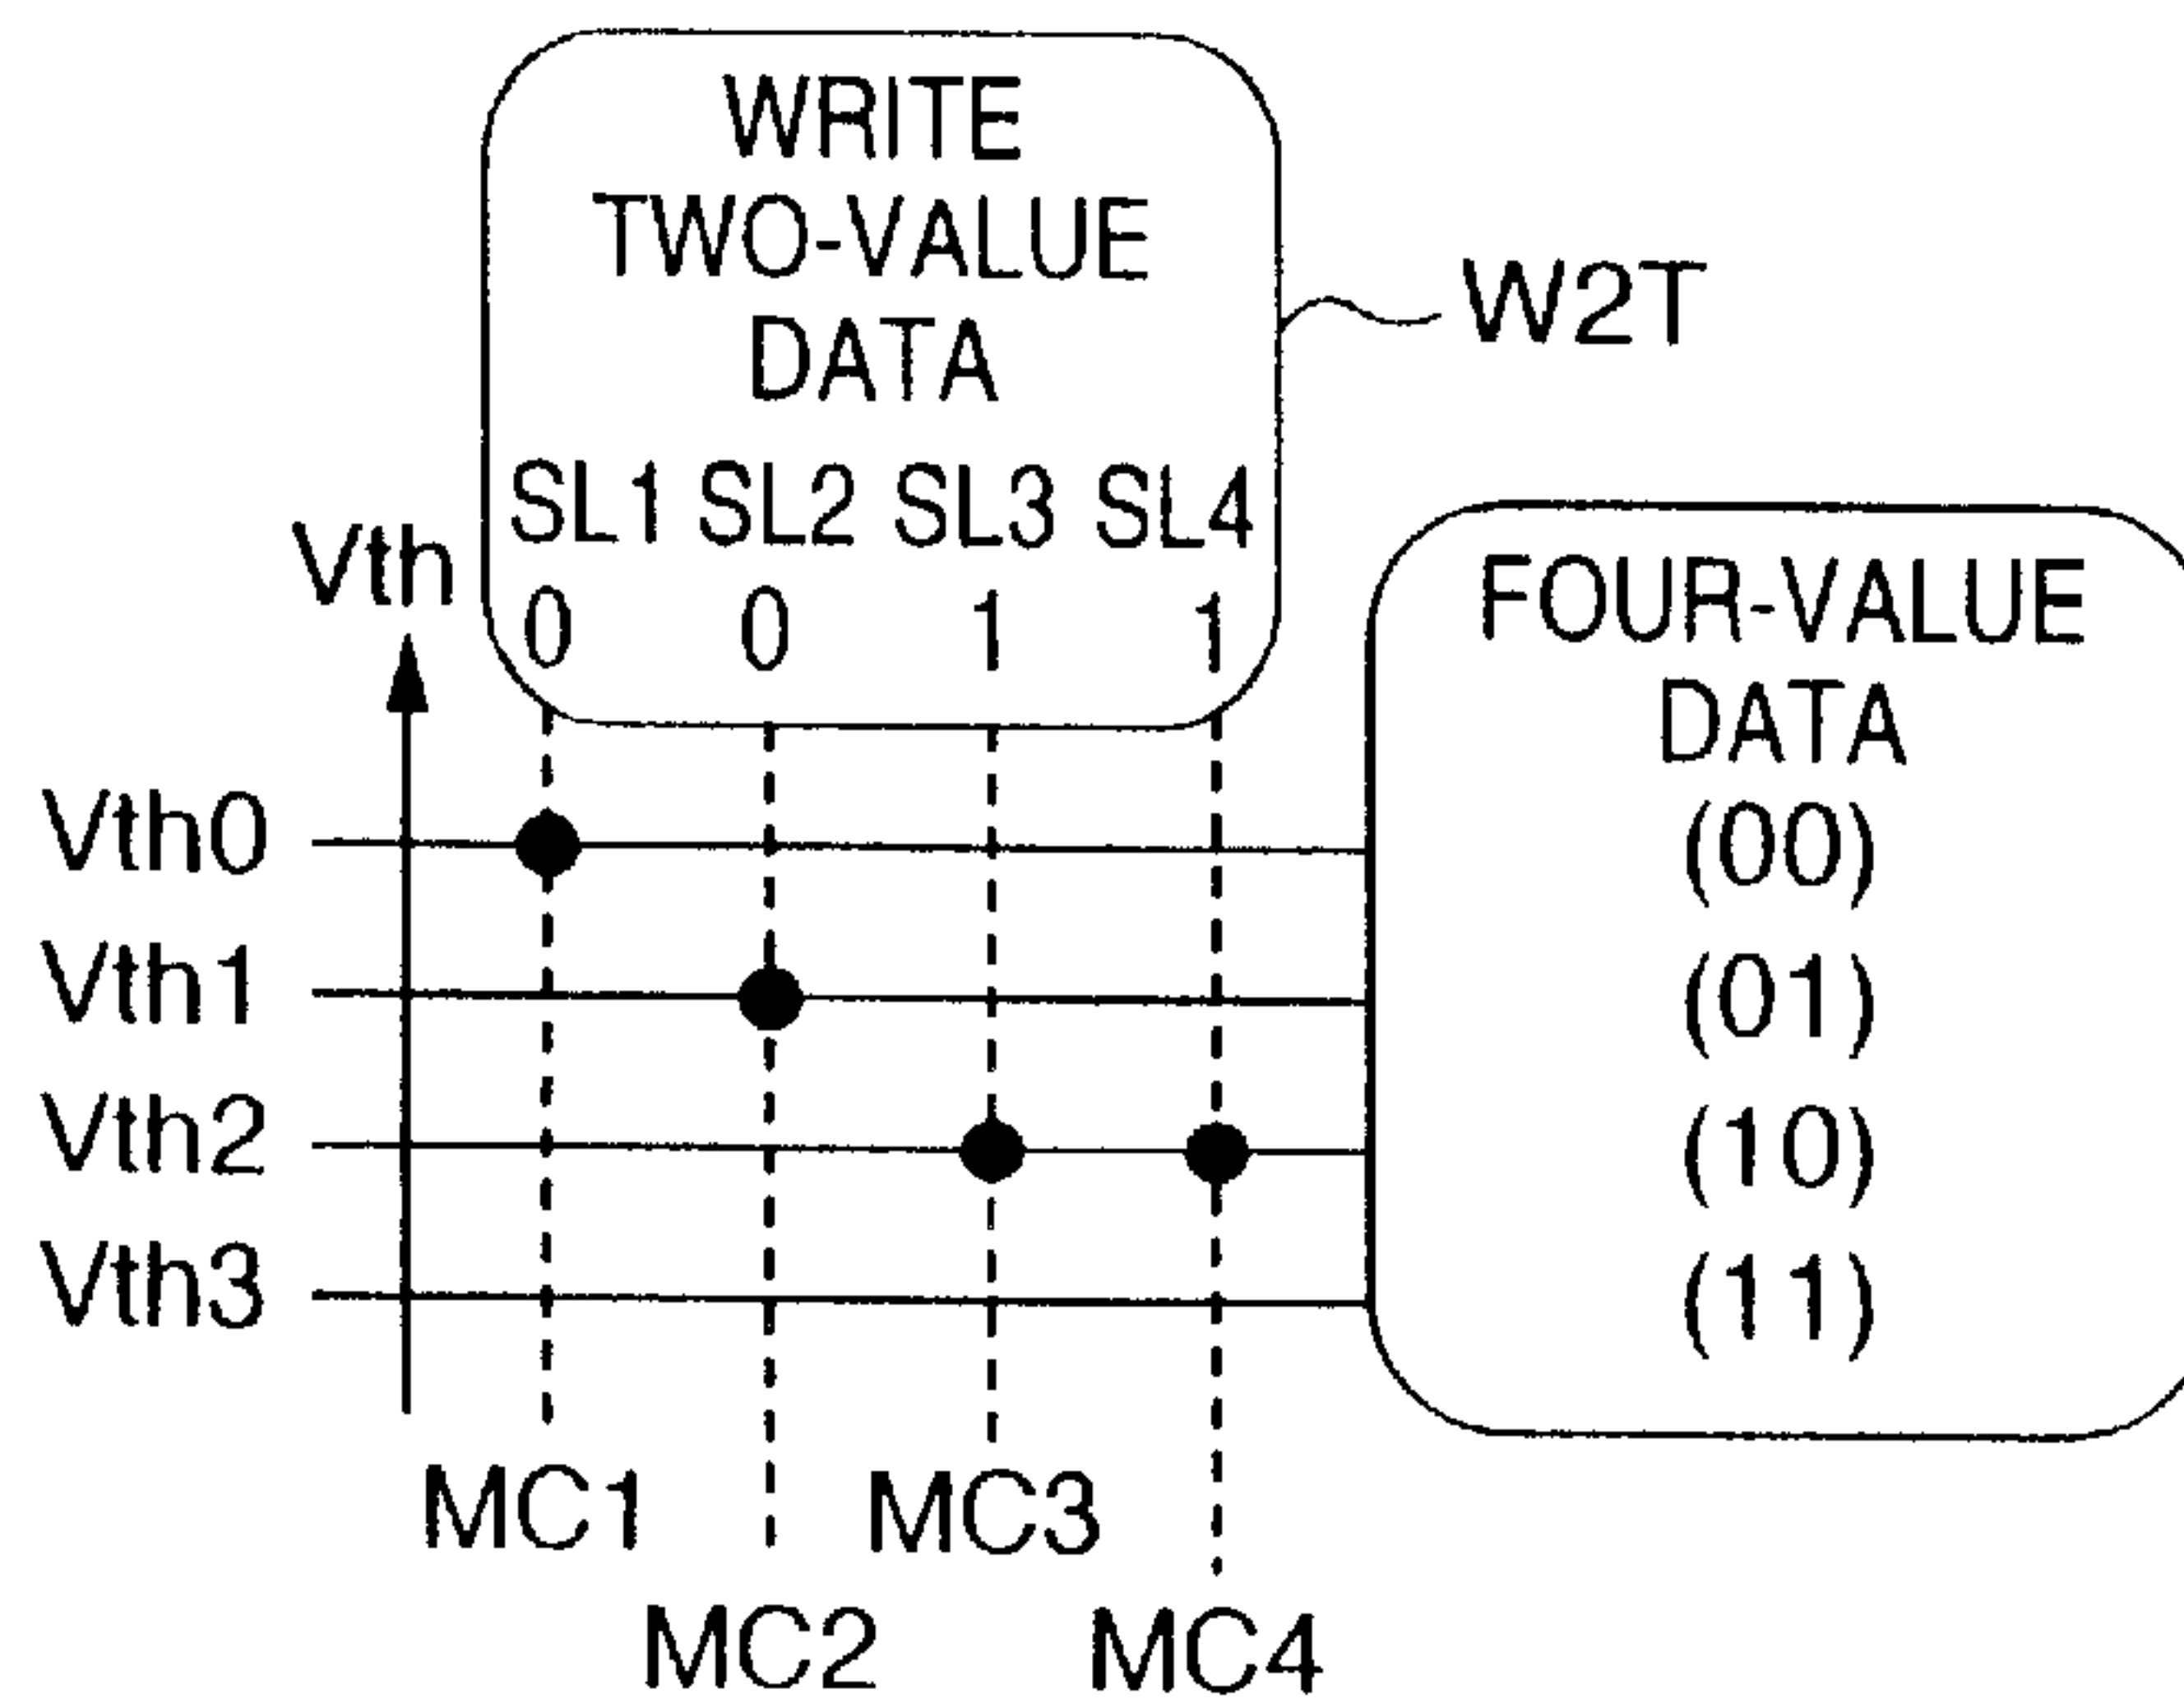 WRITE
TWO-VALUE
DATA
W2T
SL1 SL2 SL3 SL4
0 0 1 1
Vth
FOUR-VALUE
DATA
Vth0 (00)
Vth1 (01)
Vth2 (10)
Vth3 (11)
MC1 MC3
MC2 MC4